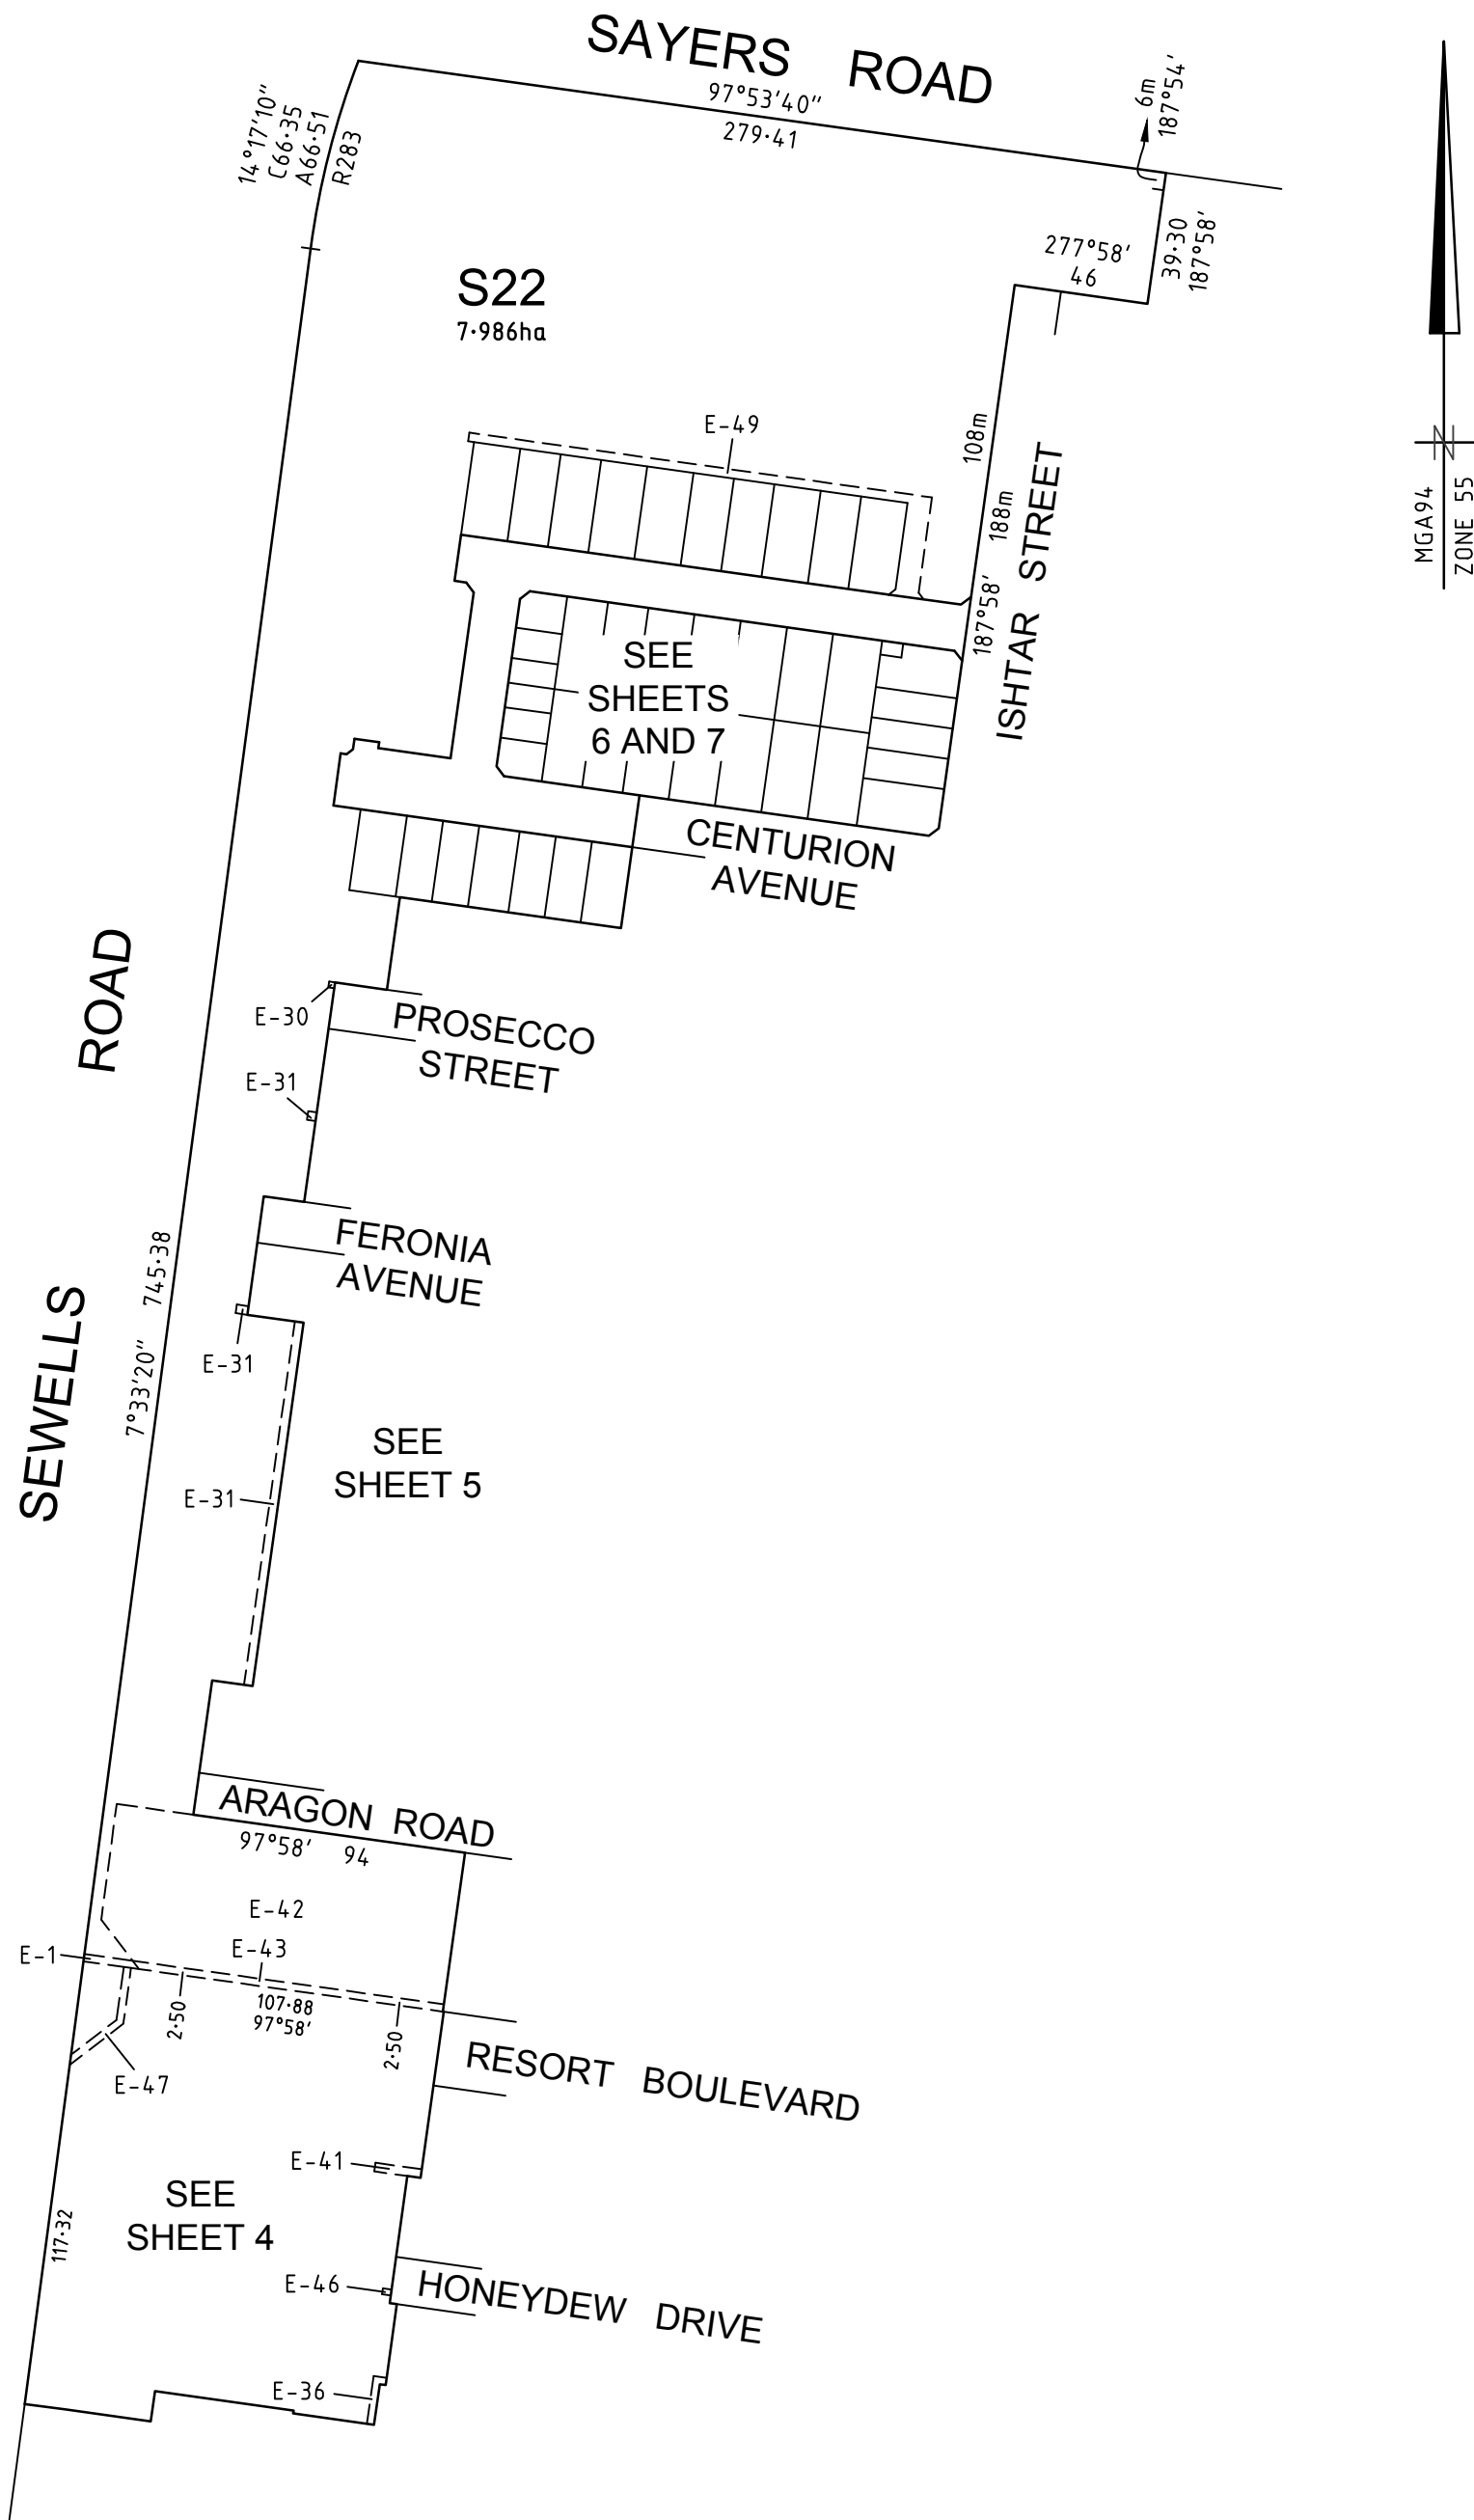 SAYERS ROAD
97°53'40"
279·41
6m
187°54'
14°17'10"
C66·35
A66·51
R283
39·30
187°58'
277°58'
46
S22
7·986ha
E-49
108m
188m
187°58'
ISHTAR STREET
MGA94
ZONE 55
N
SEE
SHEETS
6 AND 7
CENTURION
AVENUE
E-30
PROSECCO
STREET
E-31
SEWELLS ROAD
7°33'20" 745·38
FERONIA
AVENUE
E-31
SEE
SHEET 5
E-31
ARAGON ROAD
97°58' 94
E-42
E-43
E-1
107·88
97°58'
2·50
2·50
RESORT BOULEVARD
E-47
E-41
SEE
SHEET 4
117·32
E-46
HONEYDEW DRIVE
E-36